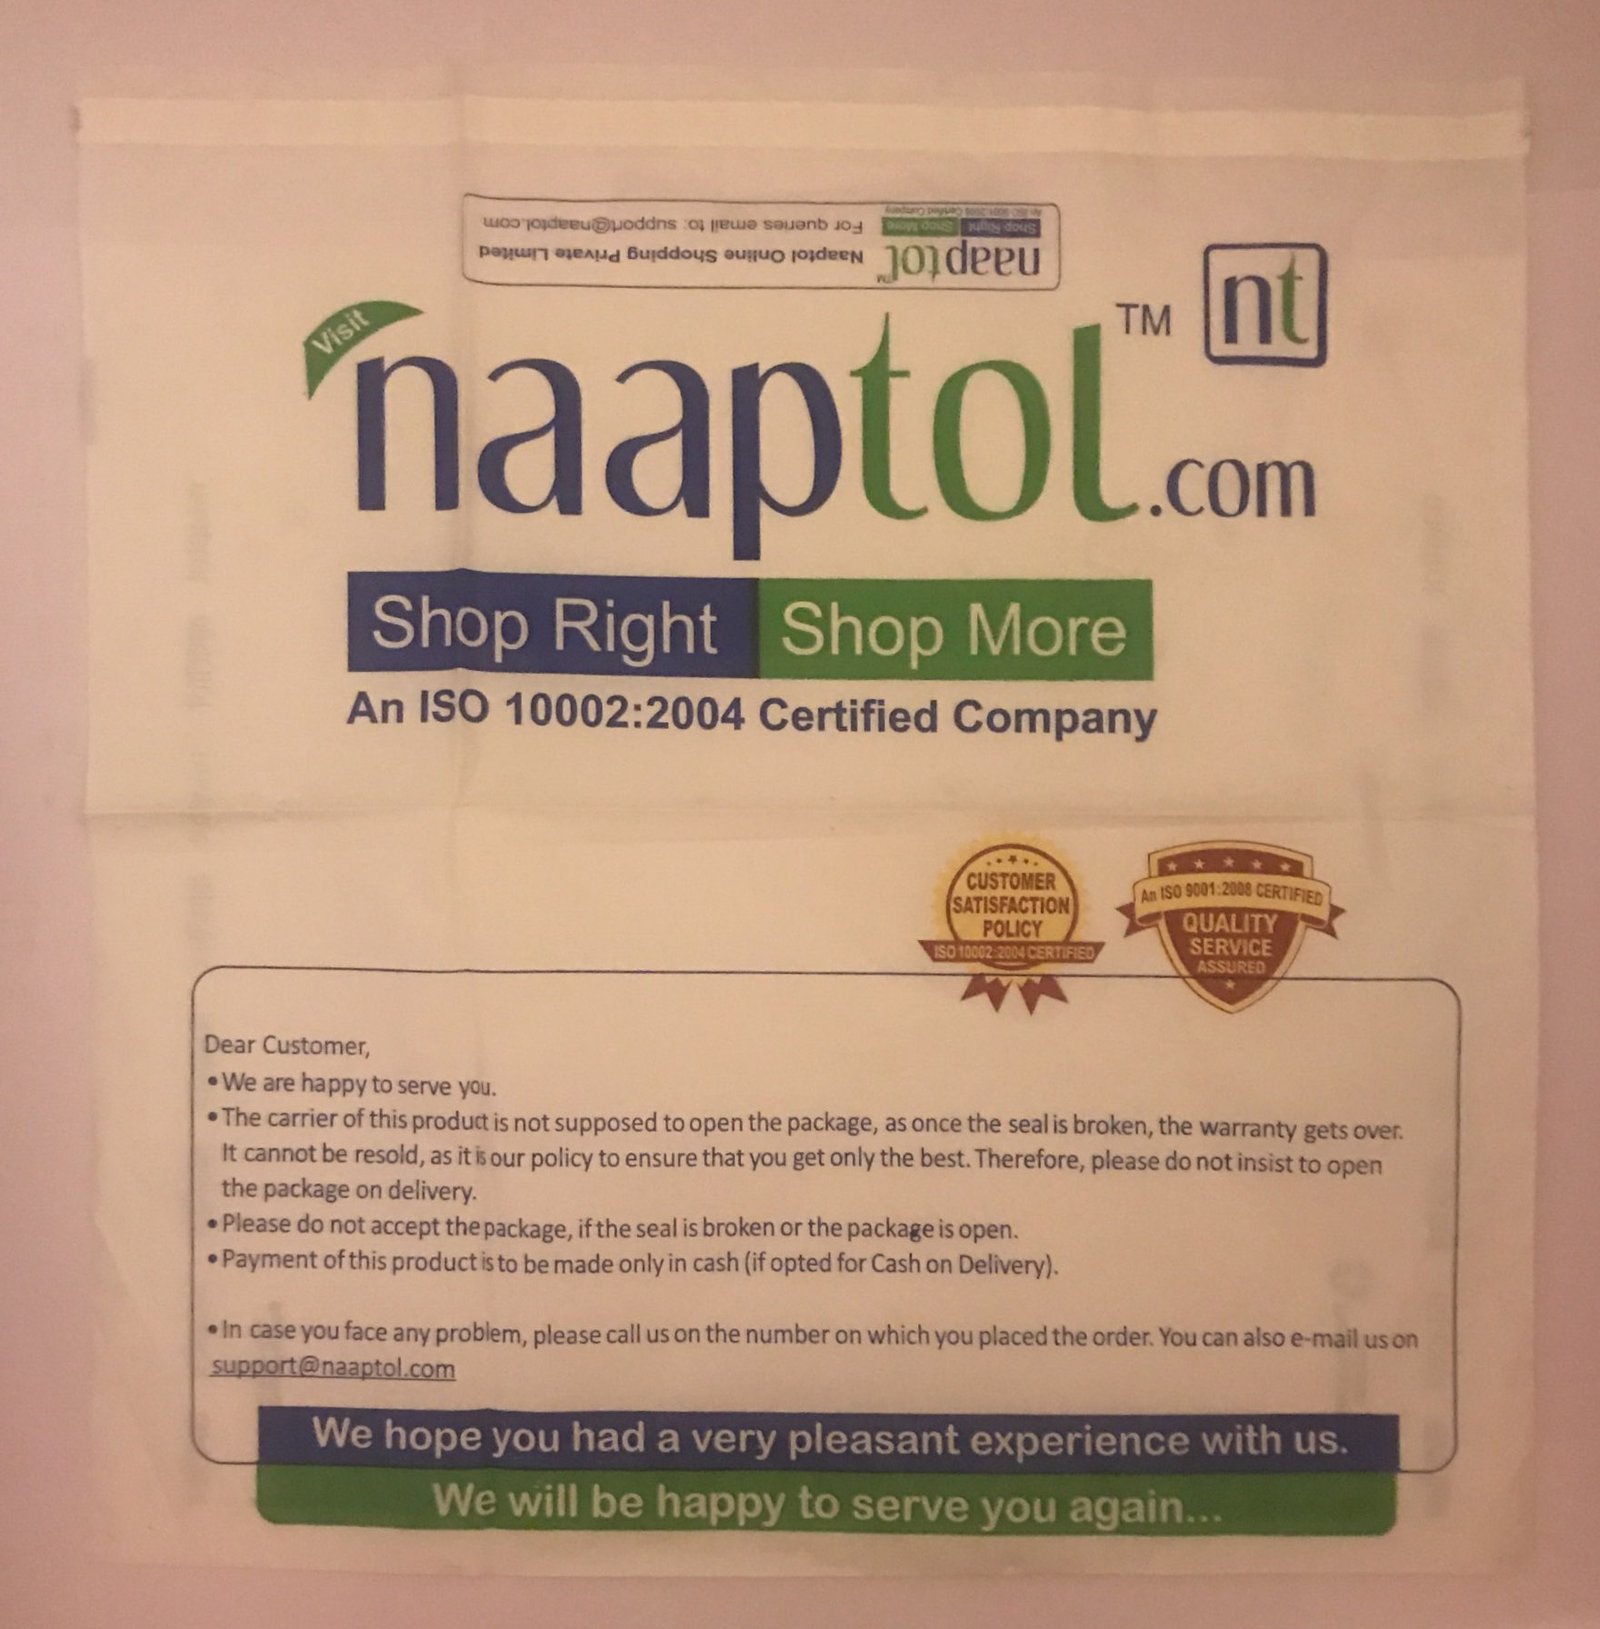 Naaptol Online Shopping Private Limited
For queries email to: support@naaptol.com
naaptol™
Shop Right Shop More
Visit
naaptol.com
TM
nt
Shop Right Shop More
An ISO 10002:2004 Certified Company
CUSTOMER
SATISFACTION
POLICY
ISO 10002:2004 CERTIFIED
An ISO 9001:2008 CERTIFIED
QUALITY
SERVICE
ASSURED
Dear Customer,
•We are happy to serve you.
•The carrier of this product is not supposed to open the package, as once the seal is broken, the warranty gets over.
It cannot be resold, as it is our policy to ensure that you get only the best. Therefore, please do not insist to open
the package on delivery.
•Please do not accept the package, if the seal is broken or the package is open.
•Payment of this product is to be made only in cash (if opted for Cash on Delivery).
•In case you face any problem, please call us on the number on which you placed the order. You can also e-mail us on
support@naaptol.com
We hope you had a very pleasant experience with us.
We will be happy to serve you again...